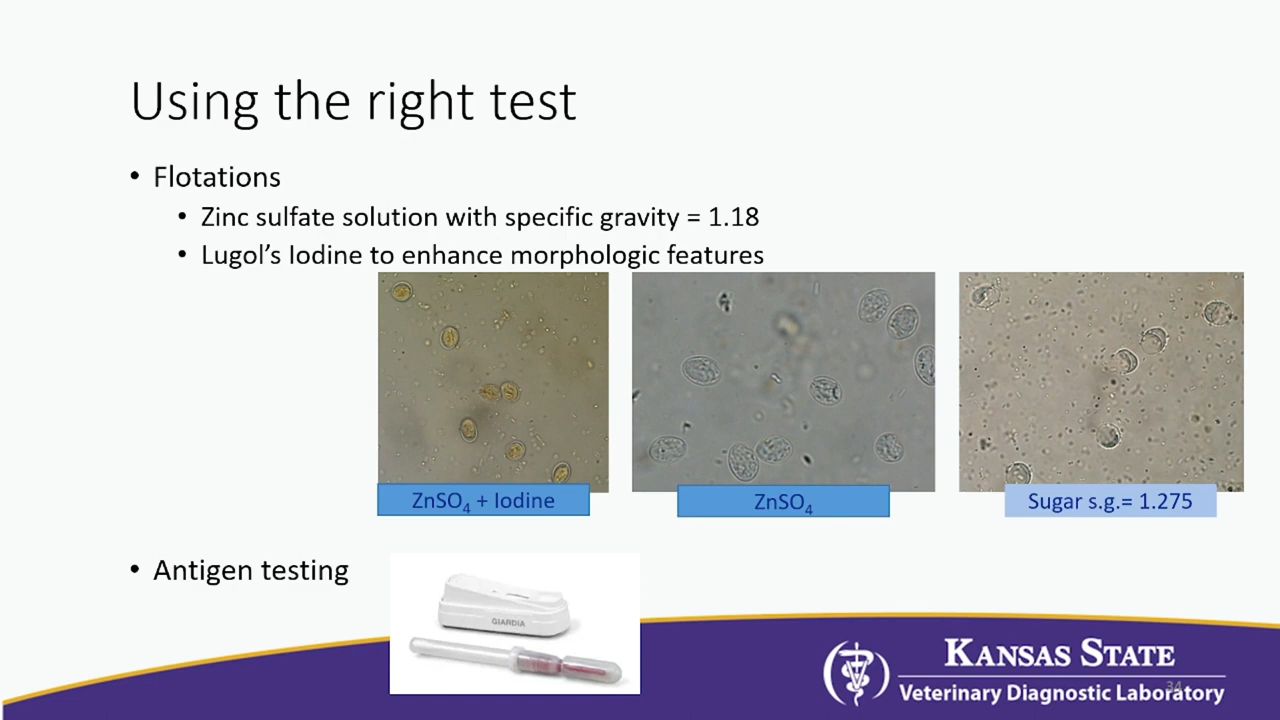 Using the right test
• Flotations
• Zinc sulfate solution with specific gravity = 1.18
• Lugol’s Iodine to enhance morphologic features
ZnSO₄ + Iodine
ZnSO₄
Sugar s.g.= 1.275
• Antigen testing
GIARDIA
KANSAS STATE
Veterinary Diagnostic Laboratory
34